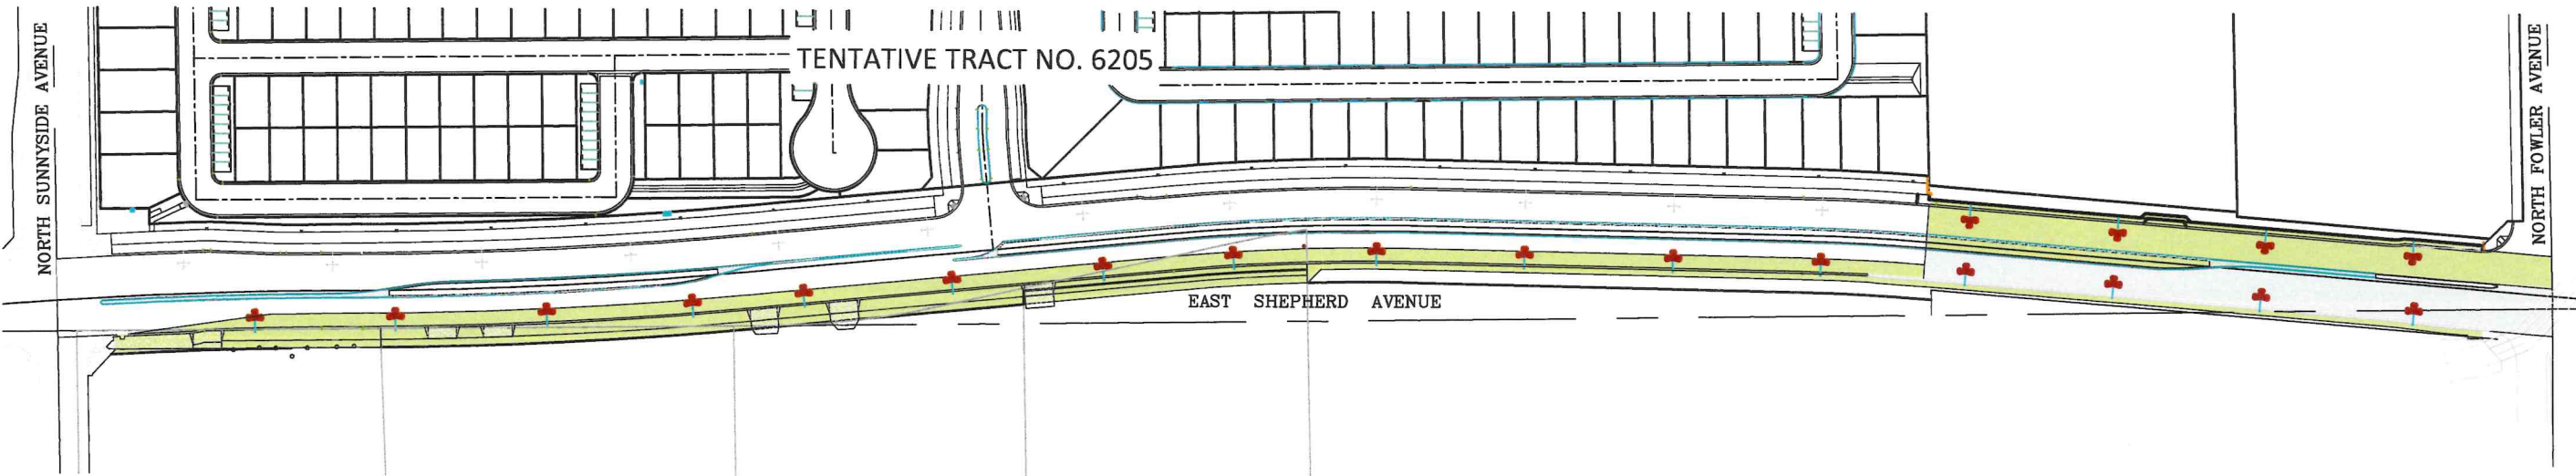 NORTH SUNNYSIDE AVENUE
TENTATIVE TRACT NO. 6205
EAST SHEPHERD AVENUE
NORTH FOWLER AVENUE